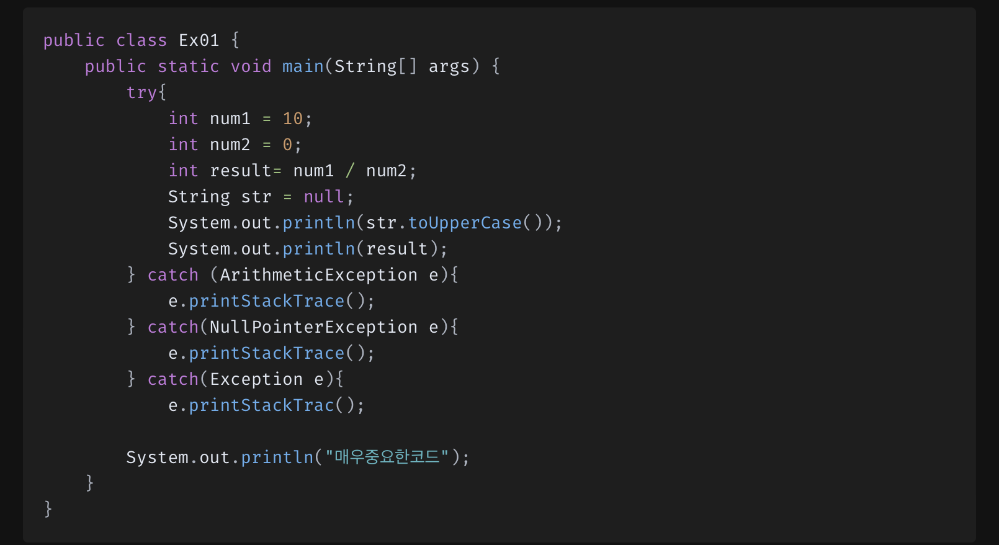 public class Ex01 {
    public static void main(String[] args) {
        try{
            int num1 = 10;
            int num2 = 0;
            int result= num1 / num2;
            String str = null;
            System.out.println(str.toUpperCase());
            System.out.println(result);
        } catch (ArithmeticException e){
            e.printStackTrace();
        } catch(NullPointerException e){
            e.printStackTrace();
        } catch(Exception e){
            e.printStackTrac();

        System.out.println("매우중요한코드");
    }
}